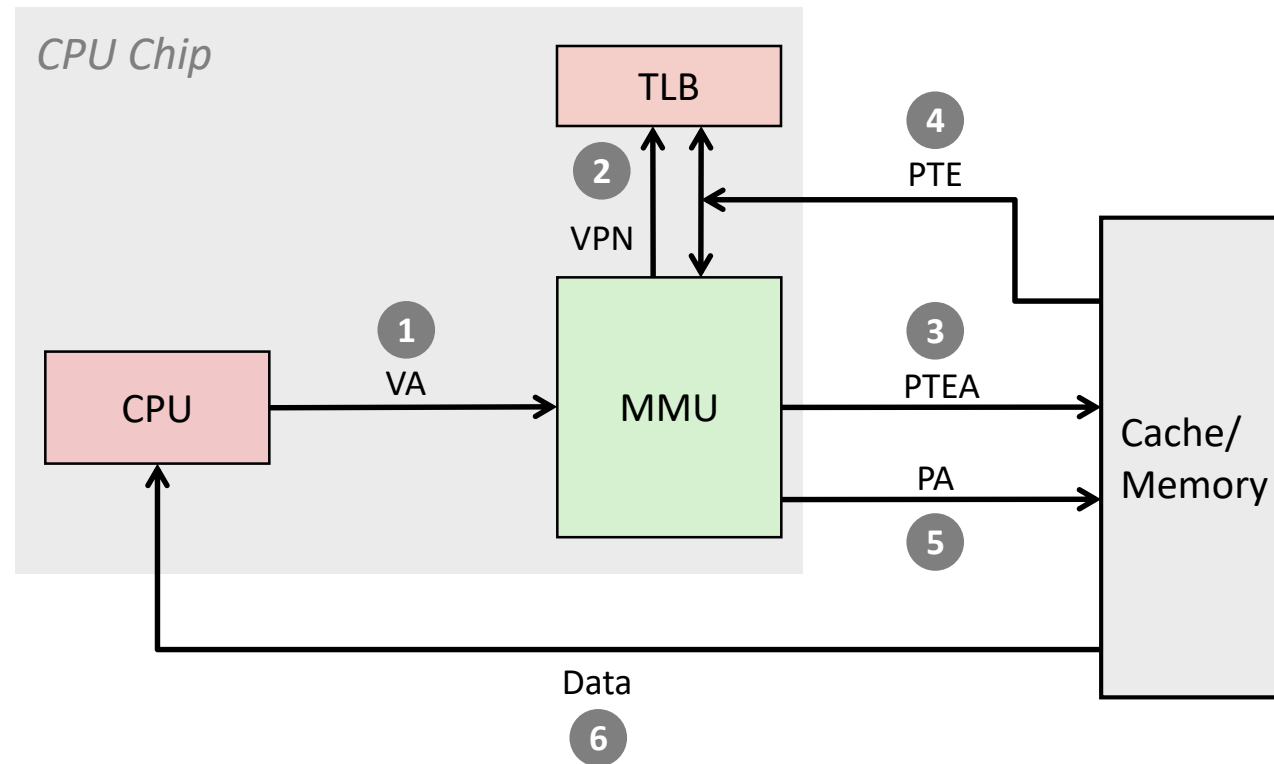 CPU Chip
TLB
4
PTE
2
VPN
1
VA
3
PTEA
CPU
MMU
Cache/
Memory
PA
5
Data
6